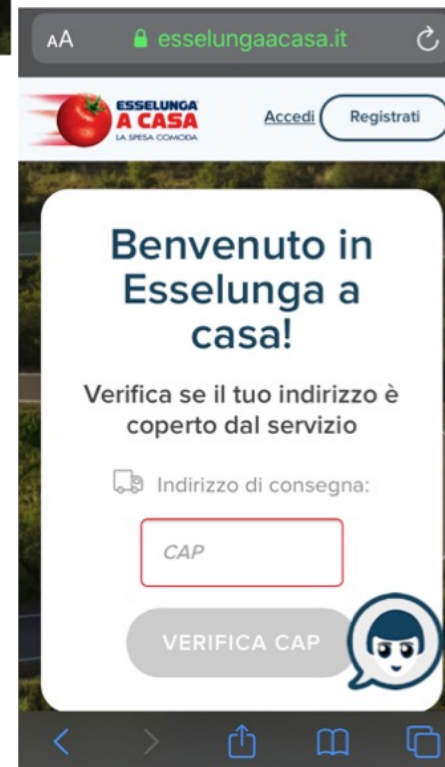 AA esselungaacasa.it
ESSELUNGA
A CASA
LA SPESA COMODA
Accedi
Registrati
Benvenuto in
Esselunga a
casa!
Verifica se il tuo indirizzo è
coperto dal servizio
Indirizzo di consegna:
CAP
VERIFICA CAP